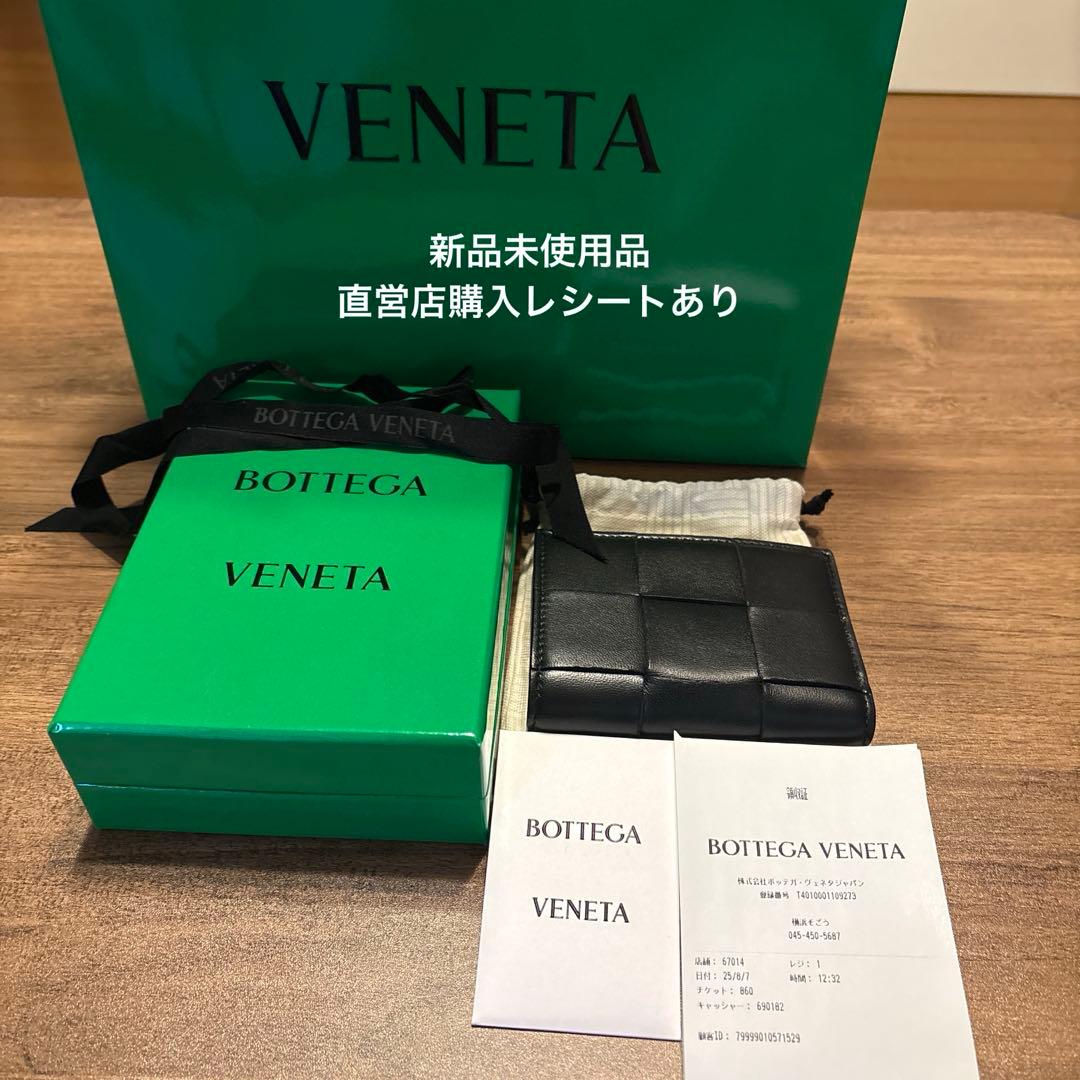 VENETA
新品未使用品
直営店購入レシートあり
BOTTEGA VENETA
BOTTEGA
VENETA
BOTTEGA
VENETA
BOTTEGA VENETA
株式会社ボッテガ・ヴェネタジャパン
登録番号 T4010001109273
横浜そごう
045-450-5687
店舗: 67014 レジ: 1
日付: 25/8/7 時間: 12:32
チケット: 860
キャッシャー: 690182
顧客ID: 79999010571529